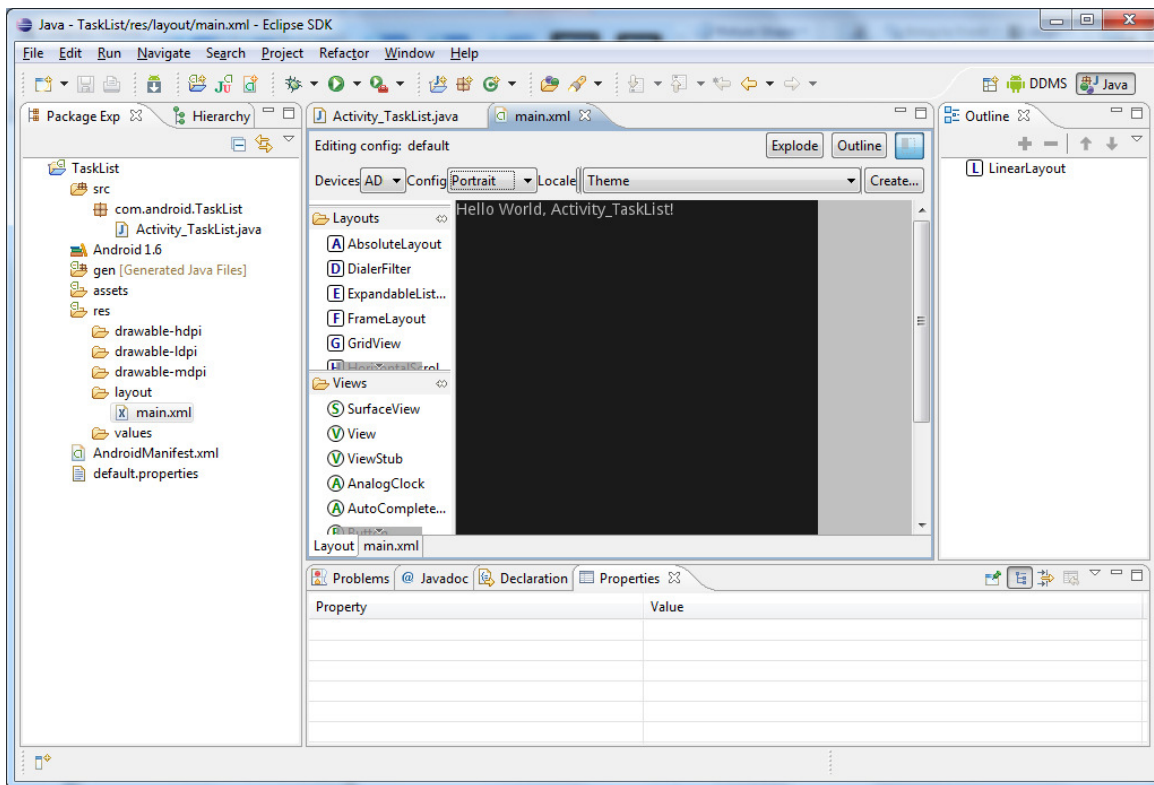 Java - TaskList/res/layout/main.xml - Eclipse SDK
File Edit Run Navigate Search Project Refactor Window Help
DDMS Java
Package Exp Hierarchy
TaskList
src
com.android.TaskList
Activity_TaskList.java
Android 1.6
gen [Generated Java Files]
assets
res
drawable-hdpi
drawable-ldpi
drawable-mdpi
layout
main.xml
values
AndroidManifest.xml
default.properties
Activity_TaskList.java main.xml
Editing config: default Explode Outline
Devices AD Config Portrait Locale Theme Create...
Layouts
A AbsoluteLayout
D DialerFilter
E ExpandableList...
F FrameLayout
G GridView
Views
S SurfaceView
V View
V ViewStub
A AnalogClock
A AutoComplete...
Hello World, Activity_TaskList!
Layout main.xml
Outline
L LinearLayout
Problems @ Javadoc Declaration Properties
Property Value